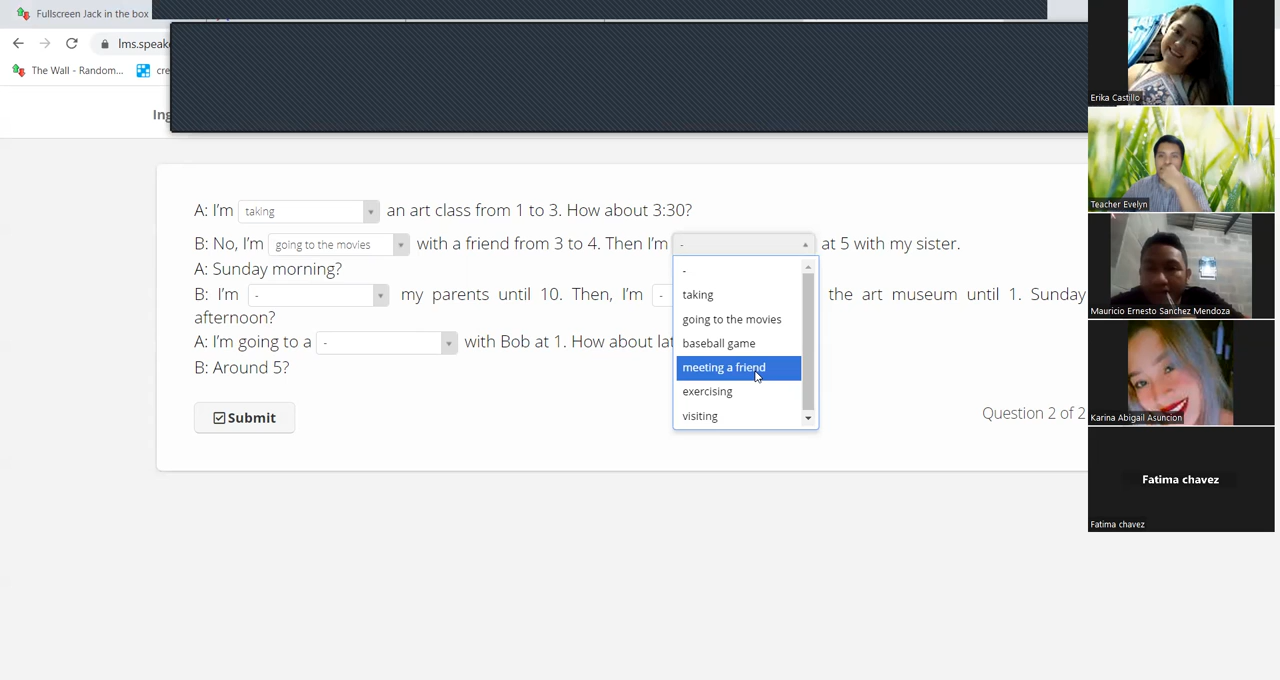 Fullscreen Jack in the box
lms.speak
The Wall - Random...
cre
Ing
A: I'm taking an art class from 1 to 3. How about 3:30?
B: No, I'm going to the movies with a friend from 3 to 4. Then I'm - at 5 with my sister.
A: Sunday morning?
B: I'm - my parents until 10. Then, I'm - the art museum until 1. Sunday
afternoon?
A: I'm going to a - with Bob at 1. How about lat
B: Around 5?
-
taking
going to the movies
baseball game
meeting a friend
exercising
visiting
Submit
Question 2 of 2
Erika Castillo
Teacher Evelyn
Mauricio Ernesto Sanchez Mendoza
Karina Abigail Asuncion
Fatima chavez
Fatima chavez